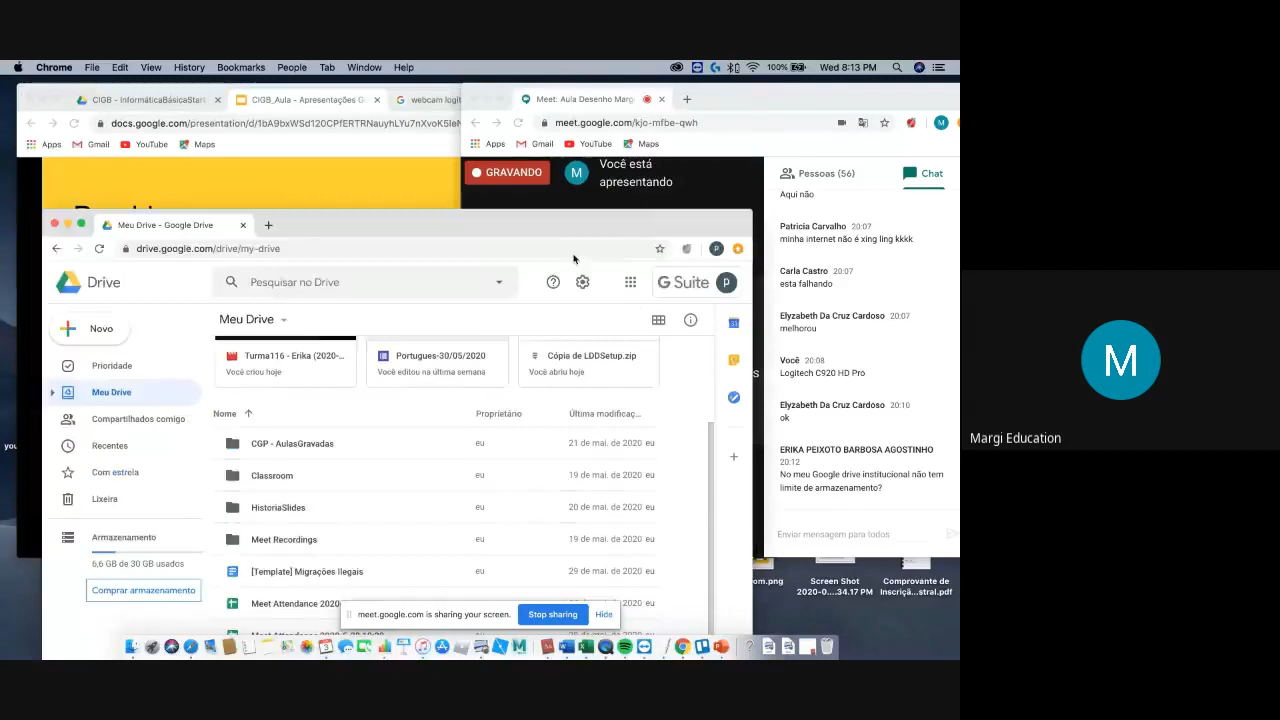 Chrome File Edit View History Bookmarks People Tab Window Help
100% Wed 8:13 PM
CIGB - InformáticaBásicaStart
CIGB_Aula - Apresentações G
webcam logit
Meet: Aula Desenho Marg
docs.google.com/presentation/d/
meet.google.com/kjo-mfbe-qwh
Apps Gmail YouTube Maps
Apps Gmail YouTube Maps
GRAVANDO
M
Você está
apresentando
Pessoas (56)
Chat
Aqui não
Patricia Carvalho 20:07
minha internet não é xing ling kkkk
Carla Castro 20:07
esta falhando
Elyzabeth Da Cruz Cardoso 20:07
melhorou
Você 20:08
Logitech C920 HD Pro
Elyzabeth Da Cruz Cardoso 20:10
ok
ERIKA PEIXOTO BARBOSA AGOSTINHO
20:12
No meu Google drive institucional não tem
limite de armazenamento?
Enviar mensagem para todos
Meu Drive - Google Drive
drive.google.com/drive/my-drive
Drive
Pesquisar no Drive
G Suite
p
Novo
Prioridade
Meu Drive
Compartilhados comigo
Recentes
Com estrela
Lixeira
Armazenamento
6,6 GB de 30 GB usados
Comprar armazenamento
Meu Drive
Turma116 - Erika (2020-...
Você criou hoje
Portugues-30/05/2020
Você editou na última semana
Cópia de LDDSetup.zip
Você abriu hoje
Nome Proprietário Última modificaç...
CGP - AulasGravadas eu 21 de mai. de 2020 eu
Classroom eu 19 de mai. de 2020 eu
HistoriaSlides eu 20 de mai. de 2020 eu
Meet Recordings eu 19 de mai. de 2020 eu
[Template] Migrações Ilegais eu 29 de mai. de 2020 eu
Meet Attendance 2020
meet.google.com is sharing your screen. Stop sharing Hide
you
om.png
Screen Shot
2020-0....34.17 PM
Comprovante de
Inscriçã...stral.pdf
M
Margi Education